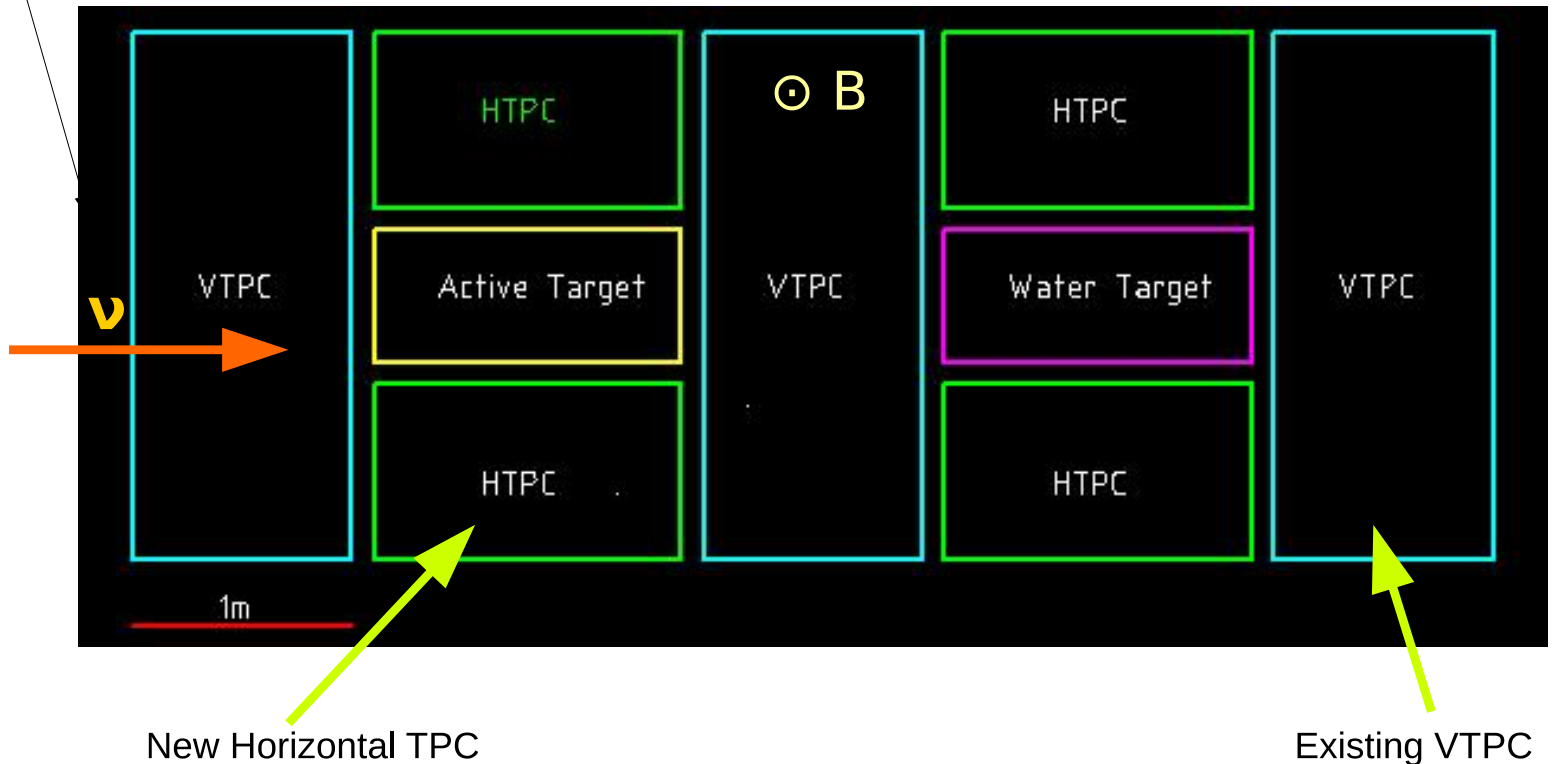 HTPC
⊙ B
HTPC
VTPC
Active Target
VTPC
Water Target
VTPC
ν
HTPC
HTPC
1m
New Horizontal TPC
Existing VTPC